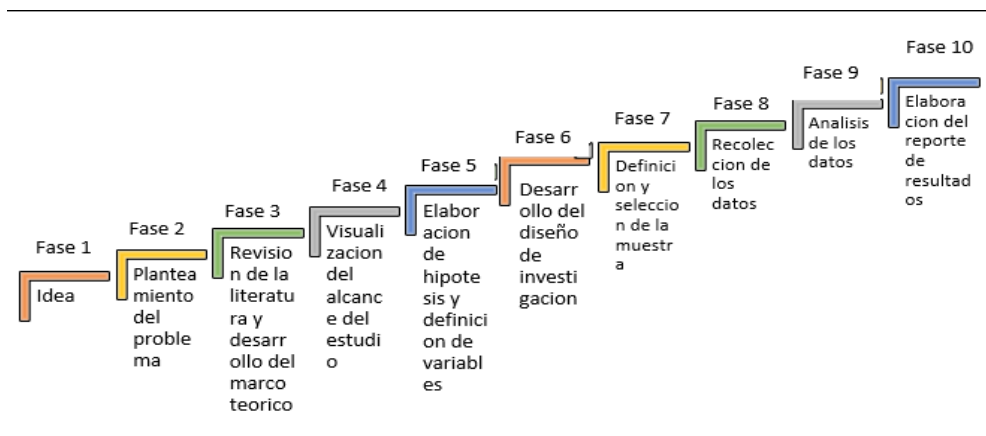 Fase 1
Idea
Fase 2
Plantea
miento
del
proble
ma
Fase 3
Revisio
n de la
literatu
ra y
desarr
ollo del
marco
teorico
Fase 4
Visuali
zacion
del
alcanc
e del
estudi
o
Fase 5
Elabor
acion
de
hipote
sis y
definici
on de
variabl
es
Fase 6
Desarr
ollo del
diseño
de
investi
gacion
Fase 7
Definici
on y
seleccio
n de la
muestr
a
Fase 8
Recolec
cion de
los
datos
Fase 9
Analisis
de los
datos
Fase 10
Elabora
cion del
reporte
de
resultad
os